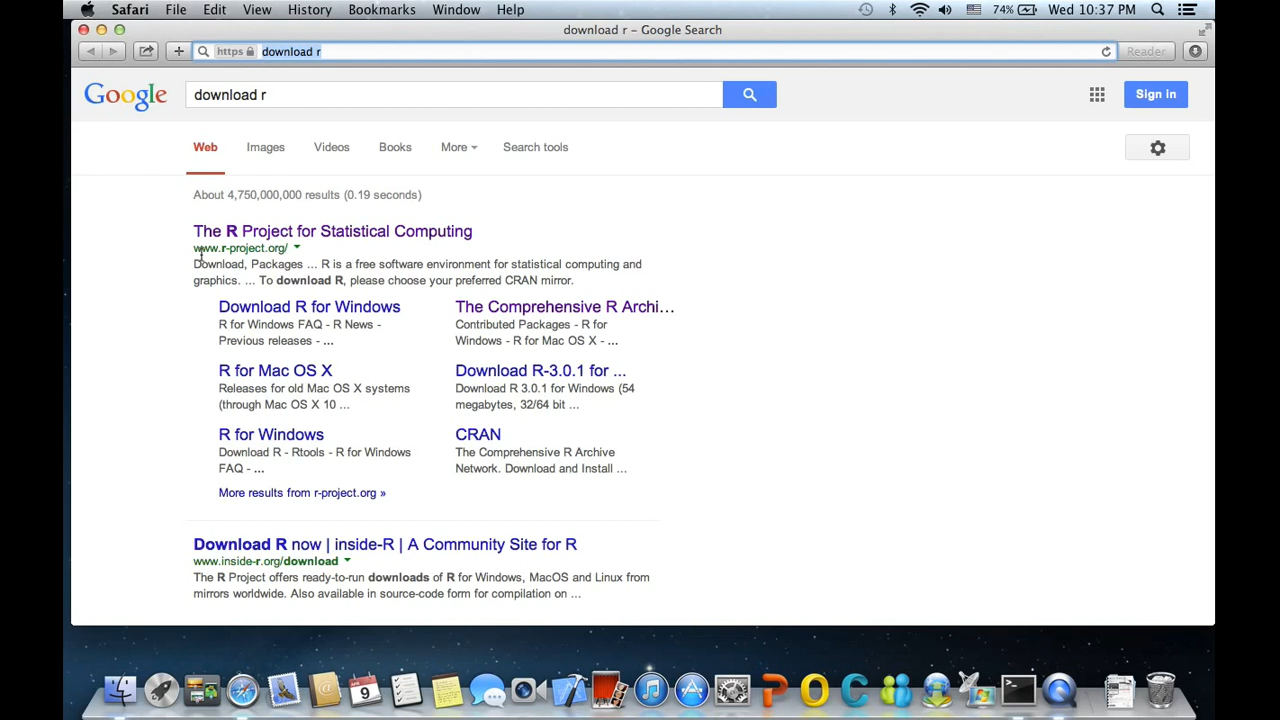 Safari File Edit View History Bookmarks Window Help 74% Wed 10:37 PM
download r – Google Search
https download r Reader
Google download r Sign in
Web Images Videos Books More Search tools
About 4,750,000,000 results (0.19 seconds)
The R Project for Statistical Computing
www.r-project.org/
Download, Packages ... R is a free software environment for statistical computing and
graphics. ... To download R, please choose your preferred CRAN mirror.
Download R for Windows
R for Windows FAQ - R News -
Previous releases - ...
The Comprehensive R Archi...
Contributed Packages - R for
Windows - R for Mac OS X - ...
R for Mac OS X
Releases for old Mac OS X systems
(through Mac OS X 10 ...
Download R-3.0.1 for ...
Download R 3.0.1 for Windows (54
megabytes, 32/64 bit ...
R for Windows
Download R - Rtools - R for Windows
FAQ - ...
CRAN
The Comprehensive R Archive
Network. Download and Install ...
More results from r-project.org »
Download R now | inside-R | A Community Site for R
www.inside-r.org/download
The R Project offers ready-to-run downloads of R for Windows, MacOS and Linux from
mirrors worldwide. Also available in source-code form for compilation on ...
9